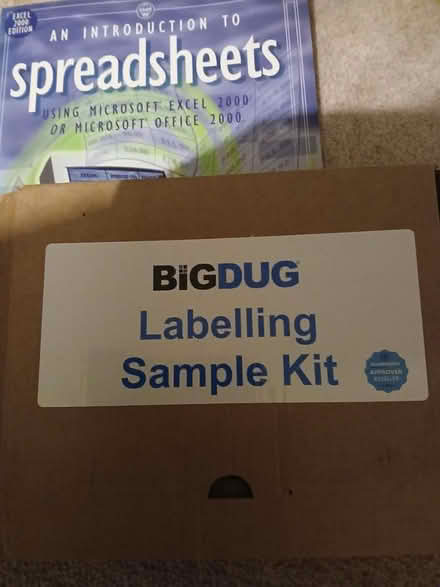 EXCEL
2000
EDITION
AN INTRODUCTION TO
spreadsheets
USING MICROSOFT EXCEL 2000
OR MICROSOFT OFFICE 2000
BiGDUG
Labelling
Sample Kit
APPROVED